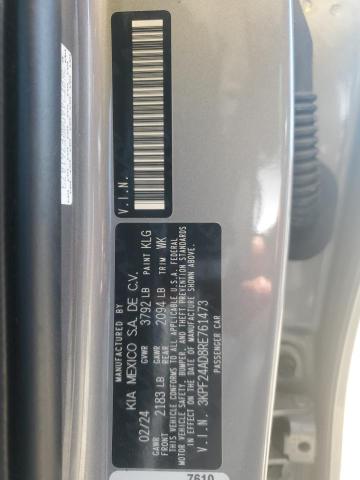 V.I.N.
MANUFACTURED BY
KIA MEXICO S.A. DE C.V.
02/24 GVWR 3792 LB PAINT KLG
GAWR FRONT 2183 LB GAWR REAR 2094 LB TRIM WK
THIS VEHICLE CONFORMS TO ALL APPLICABLE U.S.A. FEDERAL
MOTOR VEHICLE SAFETY, BUMPER, AND THEFT PREVENTION STANDARDS
IN EFFECT ON THE DATE OF MANUFACTURE SHOWN ABOVE.
V.I.N. 3KPF24AD8RE761473
PASSENGER CAR
7610